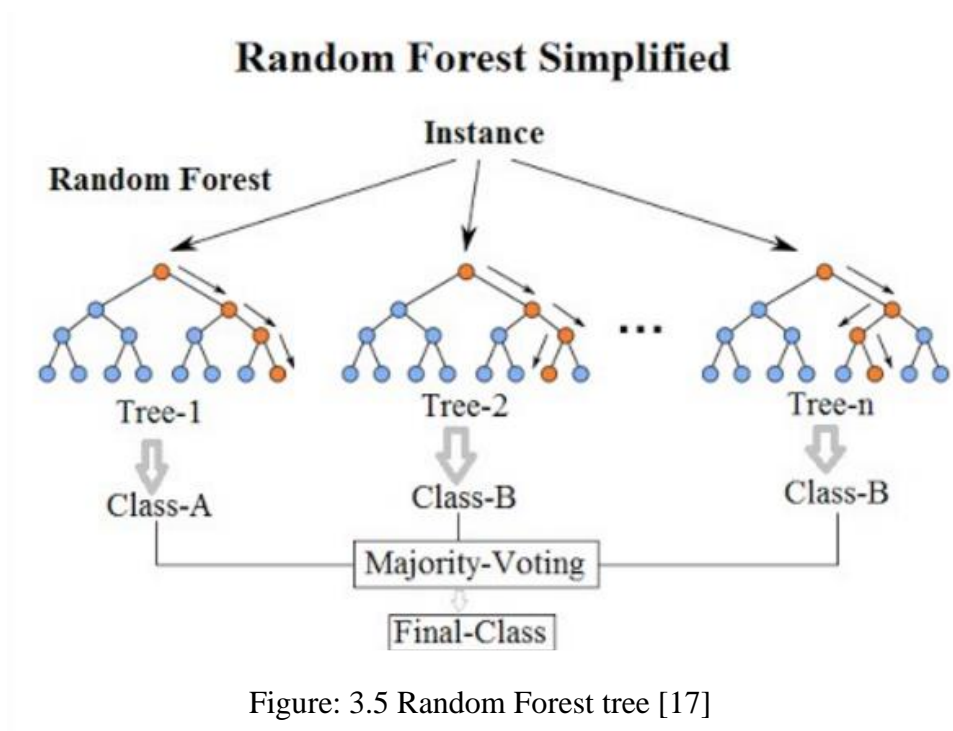 Random Forest Simplified
Instance
Random Forest
...
Tree-1
Tree-2
Tree-n
Class-A
Class-B
Class-B
Majority-Voting
Final-Class
Figure: 3.5 Random Forest tree [17]